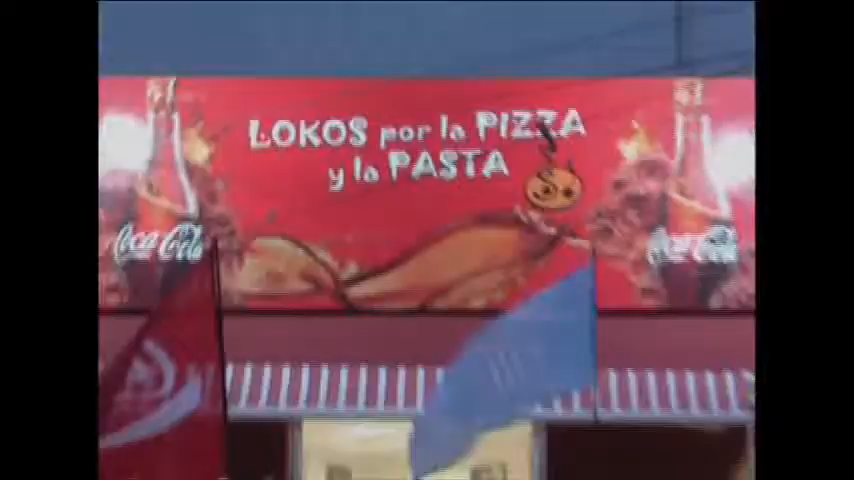 LOKOS por la PIZZA
y la PASTA
Coca-Cola
Coca-Cola